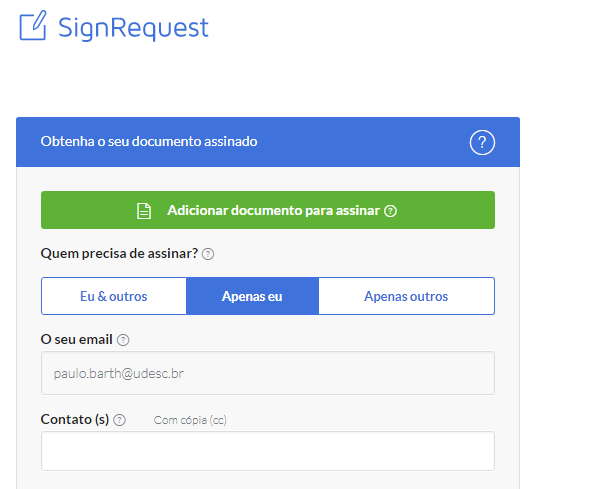 SignRequest
Obtenha o seu documento assinado ?
Adicionar documento para assinar ?
Quem precisa de assinar? ?
Eu & outros Apenas eu Apenas outros
O seu email ?
paulo.barth@udesc.br
Contato (s) ? Com cópia (cc)